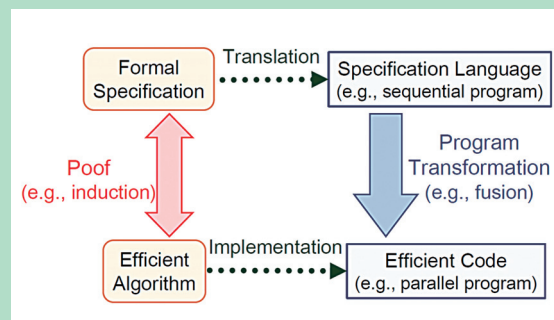 Translation
Formal
Specification
Specification Language
(e.g., sequential program)
Poof
(e.g., induction)
Program
Transformation
(e.g., fusion)
Implementation
Efficient
Algorithm
Efficient Code
(e.g., parallel program)